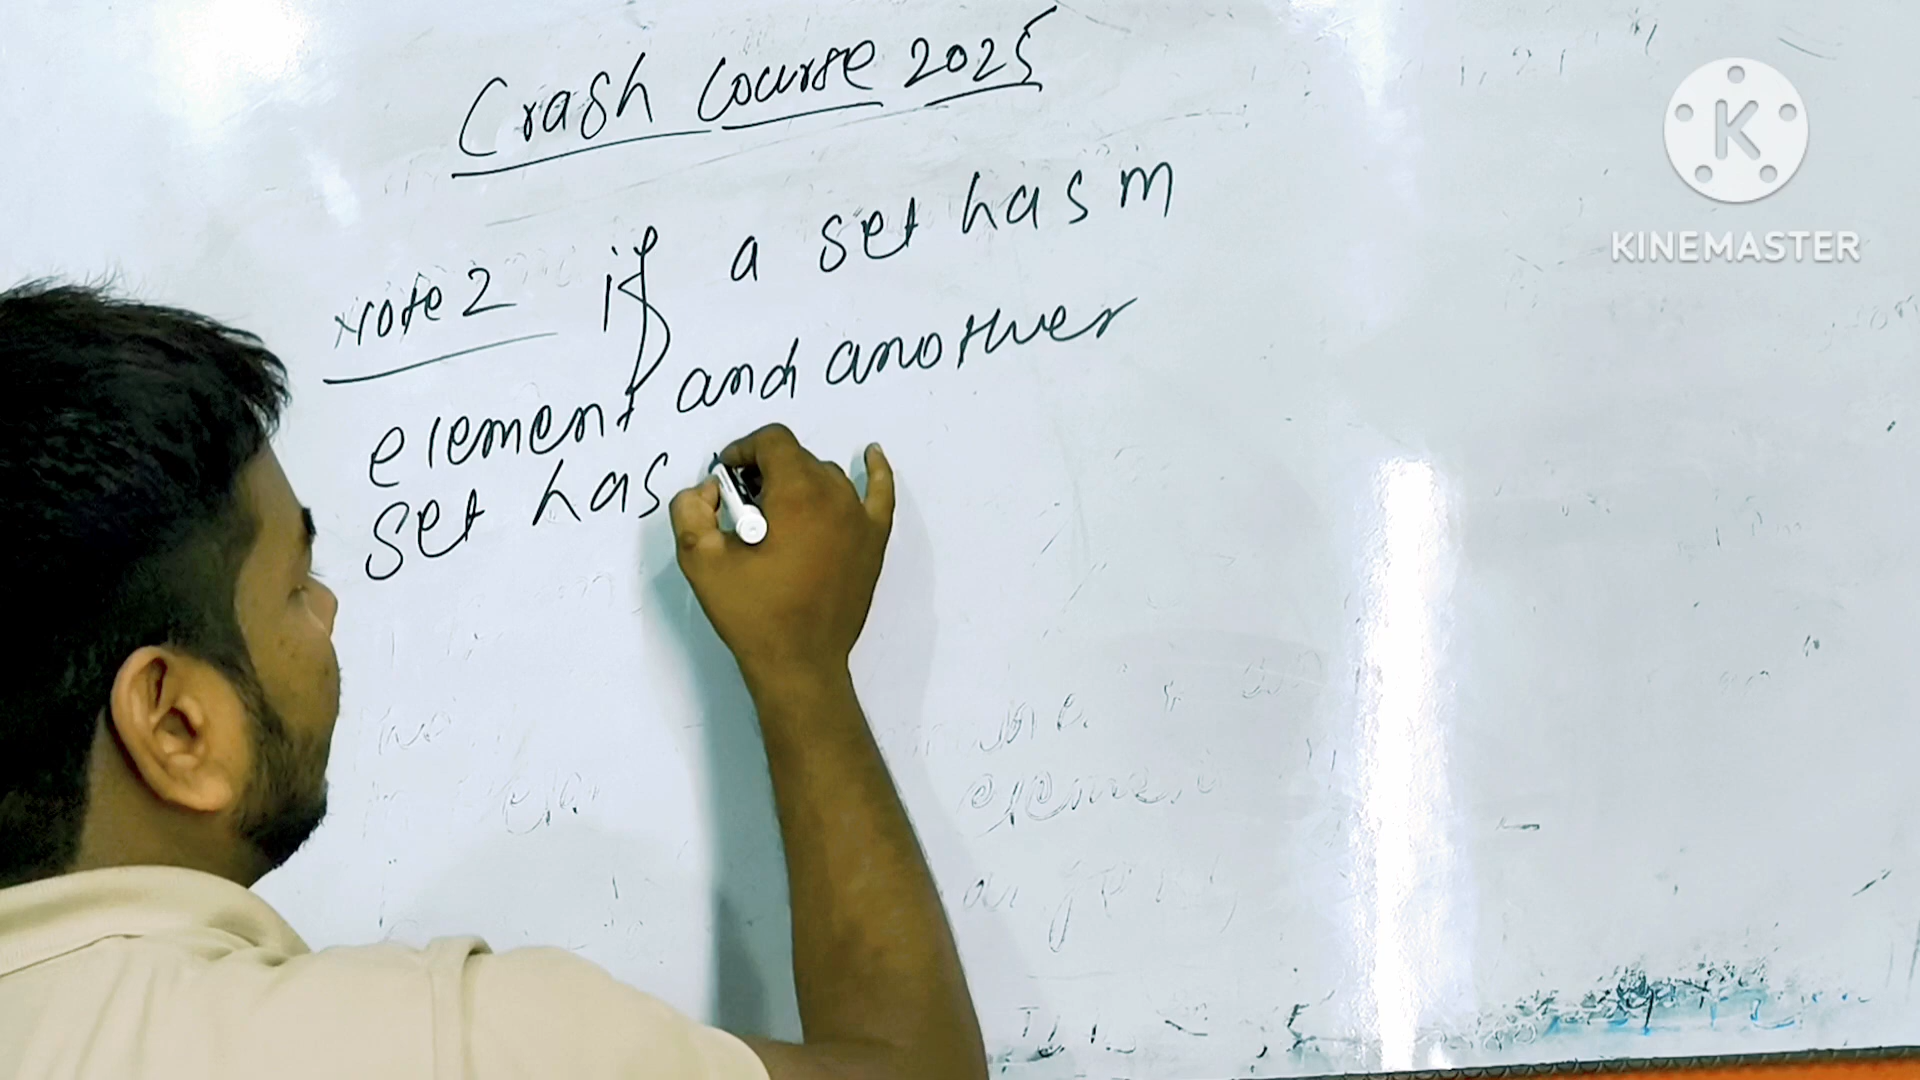 Crash Course 2025
Note 2 if a set has m
element and another
set has
KINEMASTER